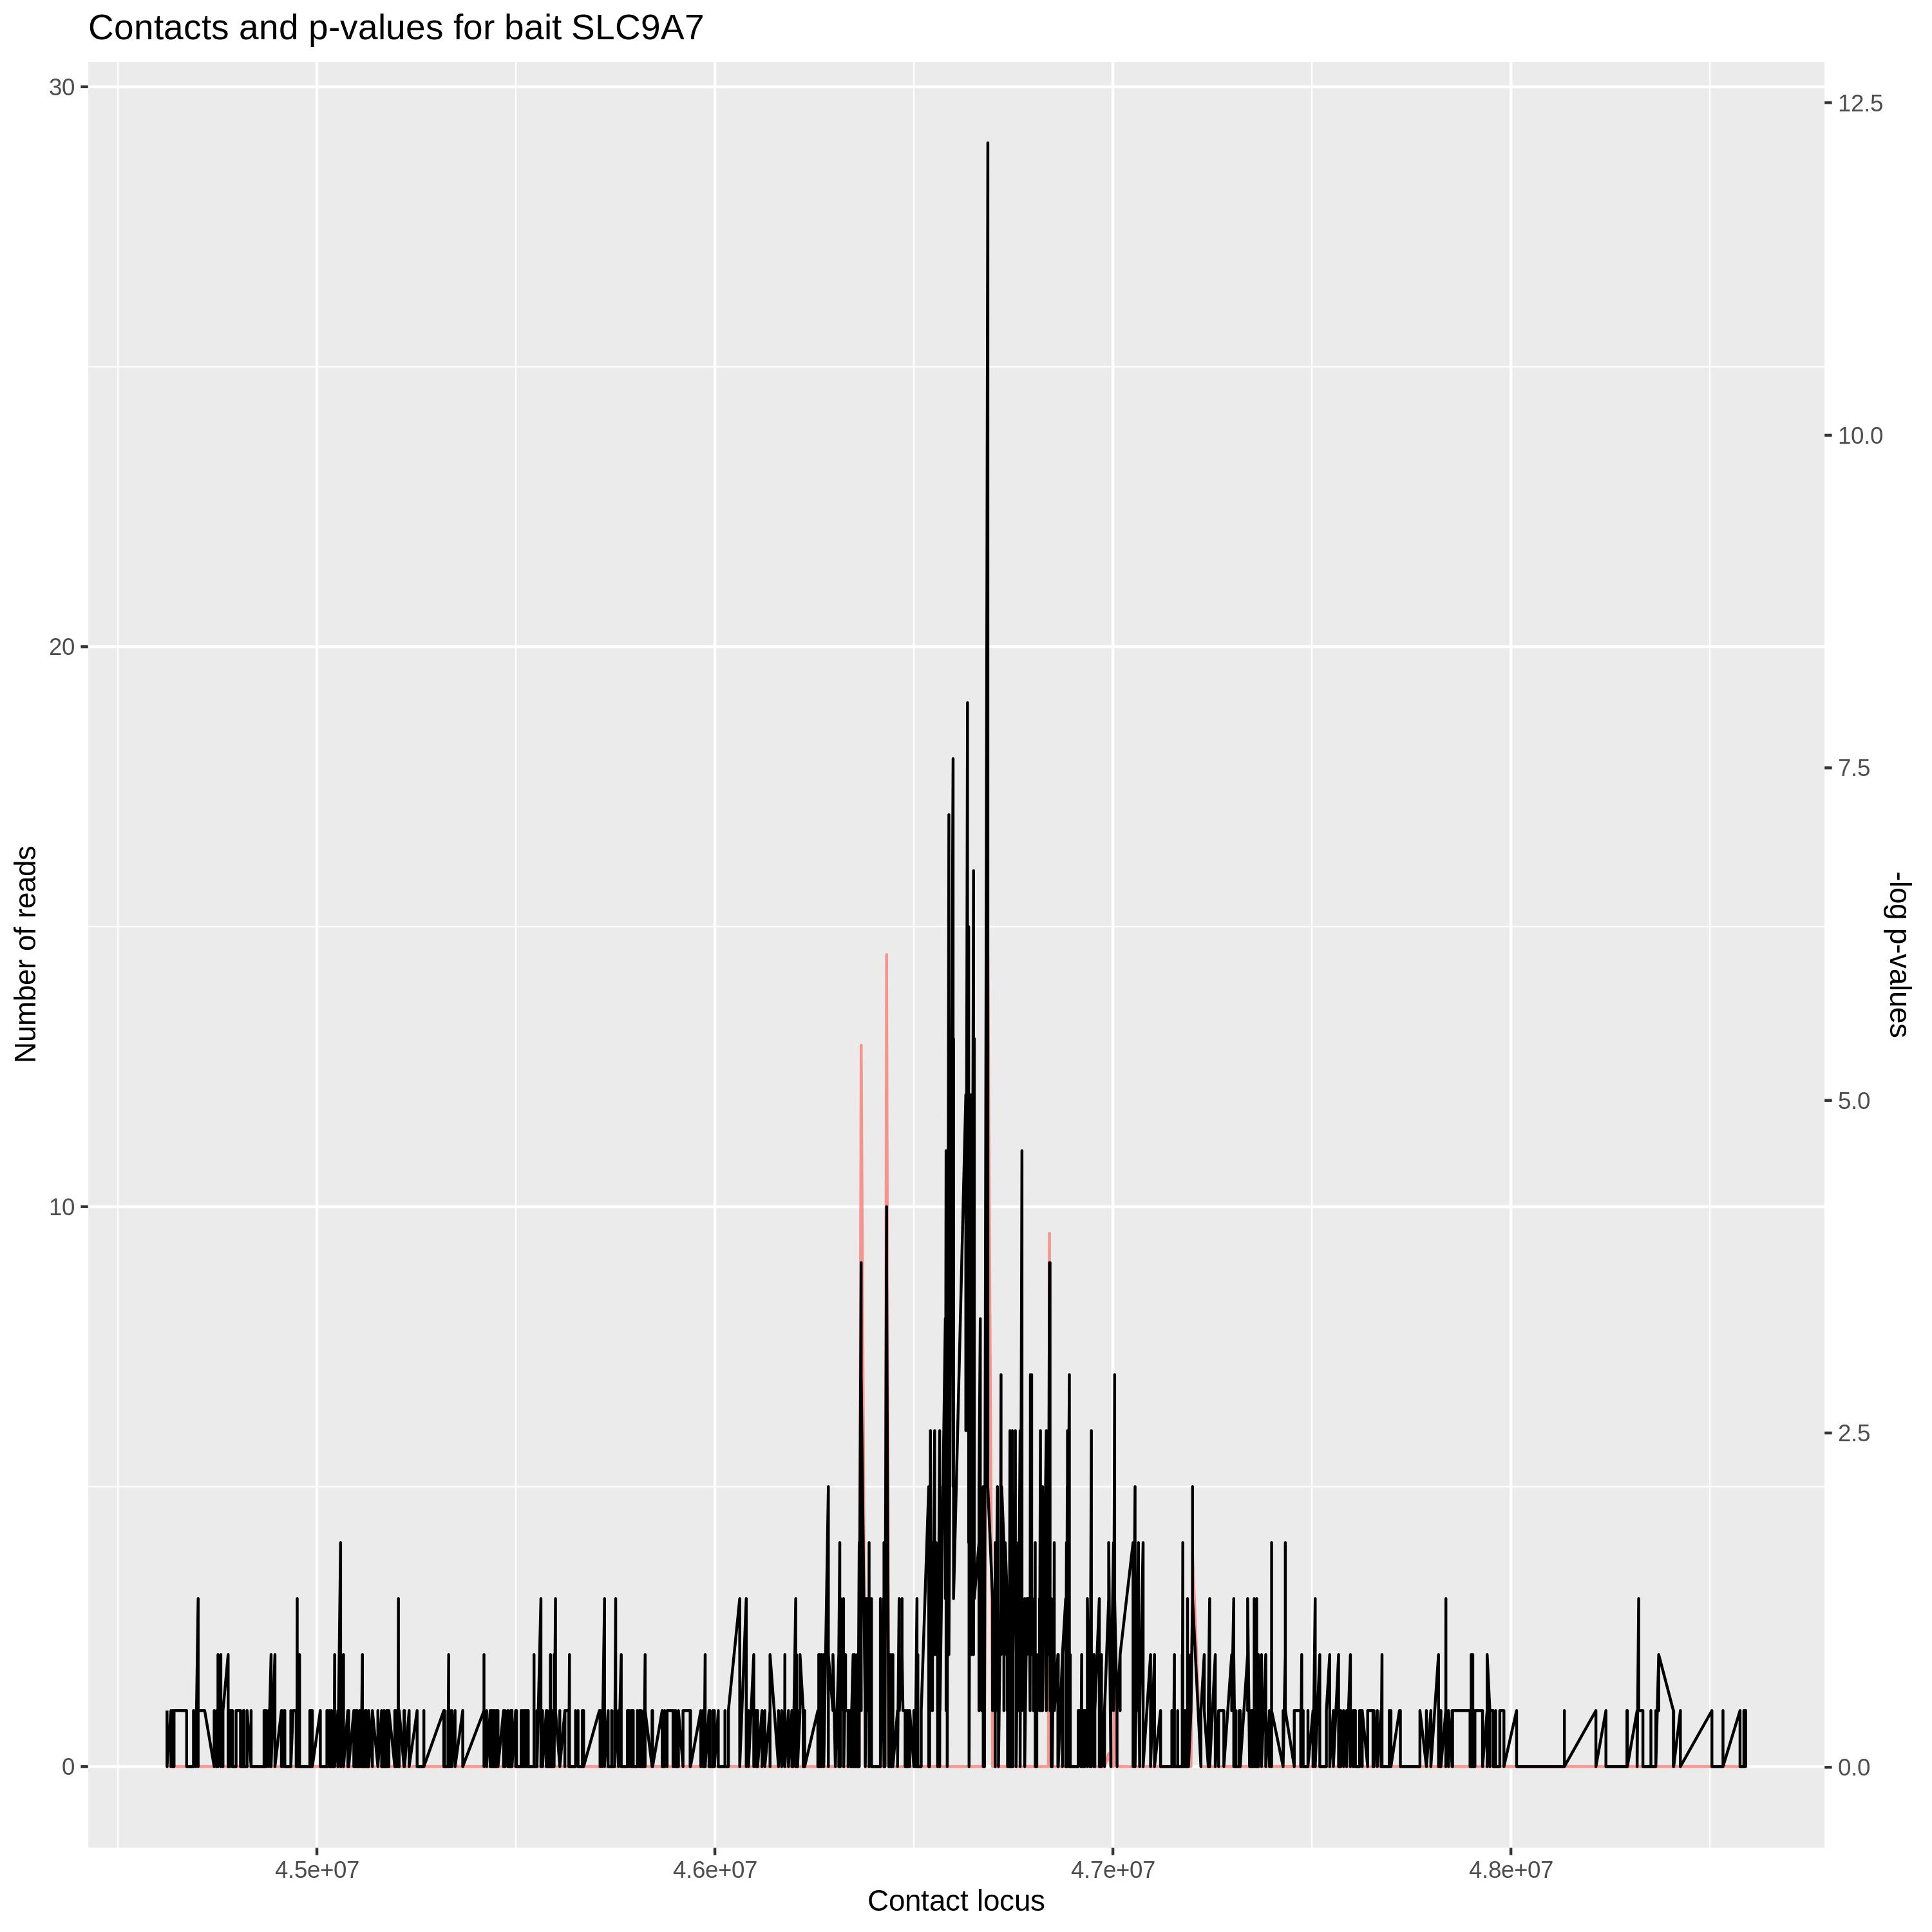 Contacts and p-values for bait SLC9A7
30
20
10
0
Number of reads
12.5
10.0
7.5
5.0
2.5
0.0
-log p-values
4.5e+07
4.6e+07
4.7e+07
4.8e+07
Contact locus